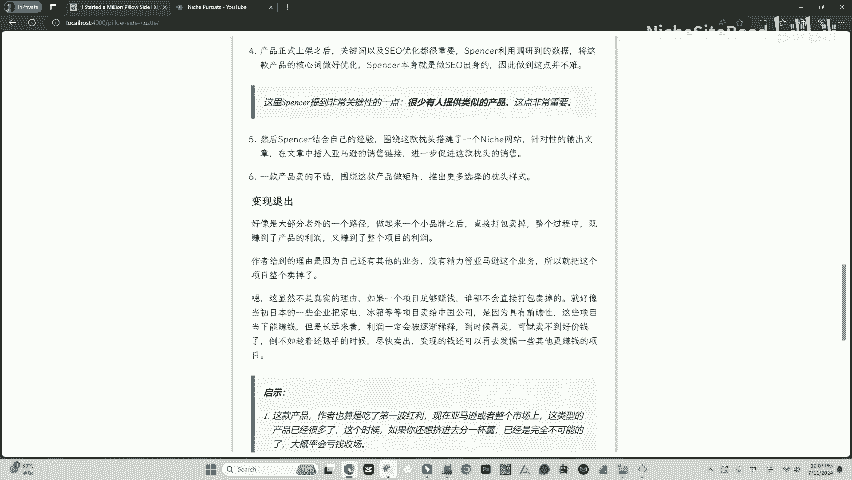 InPrivate
I Started a Million Pillow Side H
Niche Pursuits - YouTube
localhost:4000/pillow-side-hustle/
NicheSiteRoad
bilibili
4. 产品正式上架之后，关键词以及SEO优化都很重要，Spencer利用调研到的数据，将这
款产品的核心词做好优化，Spencer本身就是做SEO出身的，因此做到这点并不难。
这里Spencer提到非常关键性的一点：很少有人提供类似的产品。这点非常重要。
5. 然后Spencer结合自己的经验，围绕这款枕头搭建了一个Niche网站，针对性的输出文
章，在文章中插入亚马逊的销售链接，进一步促进这款枕头的销售。
6. 一款产品卖的不错，围绕这款产品做矩阵，推出更多选择的枕头样式。
变现退出
好像是大部分老外的一个路径，做起来一个小品牌之后，直接打包卖掉，整个过程中，既
赚到了产品的利润，又赚到了整个项目的利润。
作者给到的理由是因为自己还有其他的业务，没有精力管亚马逊这个业务，所以就把这个
项目整个卖掉了。
嗯，这显然不是真实的理由，如果一个项目足够赚钱，谁都不会直接打包卖掉的。就好像
当初日本的一些企业把家电，冰箱等等项目卖给中国公司，是因为具有前瞻性，这些项目
当下能赚钱，但是长远来看，利润一定会被逐渐稀释，到时候再卖，可就卖不到好价钱
了，倒不如趁着还热乎的时候，尽快卖出，变现的钱还可以再去发掘一些其他更赚钱的项
目。
启示：
1. 这款产品，作者也算是吃了第一波红利，现在亚马逊或者整个市场上，这类型的
产品已经很多了，这个时候，如果你还想挤进去分一杯羹，已经是完全不可能的
了，大概率会亏钱收场。
Search